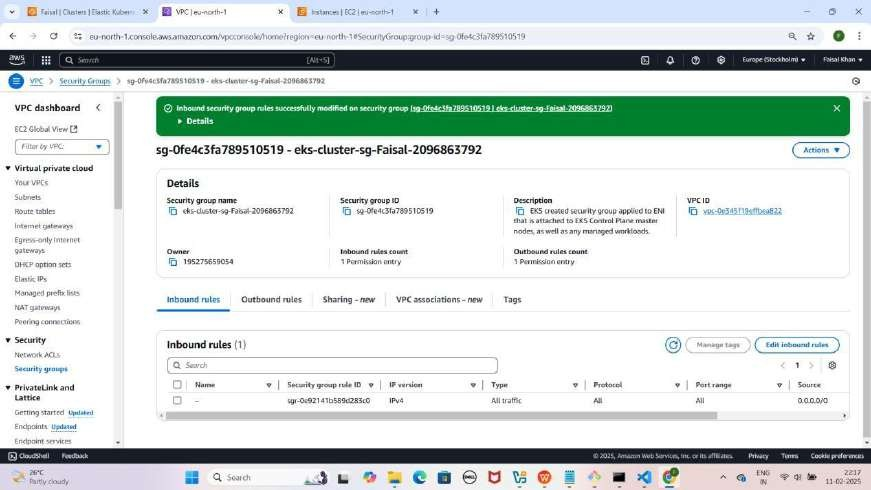 Faisal | Clusters | Elastic Kubern
VPC | eu-north-1
Instances | EC2 | eu-north-1
eu-north-1.console.aws.amazon.com/vpcconsole/home?region=eu-north-1#SecurityGroup:group-id=sg-0fe4c3fa789510519
aws
Search [Alt+S]
Europe (Stockholm)
Faisal Khan
VPC > Security Groups > sg-0fe4c3fa789510519 - eks-cluster-sg-Faisal-2096863792
VPC dashboard
EC2 Global View
Filter by VPC:
Virtual private cloud
Your VPCs
Subnets
Route tables
Internet gateways
Egress-only Internet
gateways
DHCP option sets
Elastic IPs
Managed prefix lists
NAT gateways
Peering connections
Security
Network ACLs
Security groups
PrivateLink and
Lattice
Getting started Updated
Endpoints Updated
Endpoint services
Inbound security group rules successfully modified on security group (sg-0fe4c3fa789510519 | eks-cluster-sg-Faisal-2096863792)
Details
sg-0fe4c3fa789510519 - eks-cluster-sg-Faisal-2096863792
Actions
Details
Security group name
eks-cluster-sg-Faisal-2096863792
Security group ID
sg-0fe4c3fa789510519
Description
EKS created security group applied to ENI
that is attached to EKS Control Plane master
nodes, as well as any managed workloads.
VPC ID
Owner
195275659054
Inbound rules count
1 Permission entry
Outbound rules count
1 Permission entry
Inbound rules
Outbound rules
Sharing - new
VPC associations - new
Tags
Inbound rules (1)
Manage tags
Edit inbound rules
Search
1
Name Security group rule ID IP version Type Protocol Port range Source
– sgr-0e92141b589d283c0 IPv4 All traffic All All 0.0.0.0/0
CloudShell Feedback
© 2025, Amazon Web Services, Inc. or its affiliates. Privacy Terms Cookie preferences
26°C
Partly cloudy
Search
ENG
IN
22:17
11-02-2025